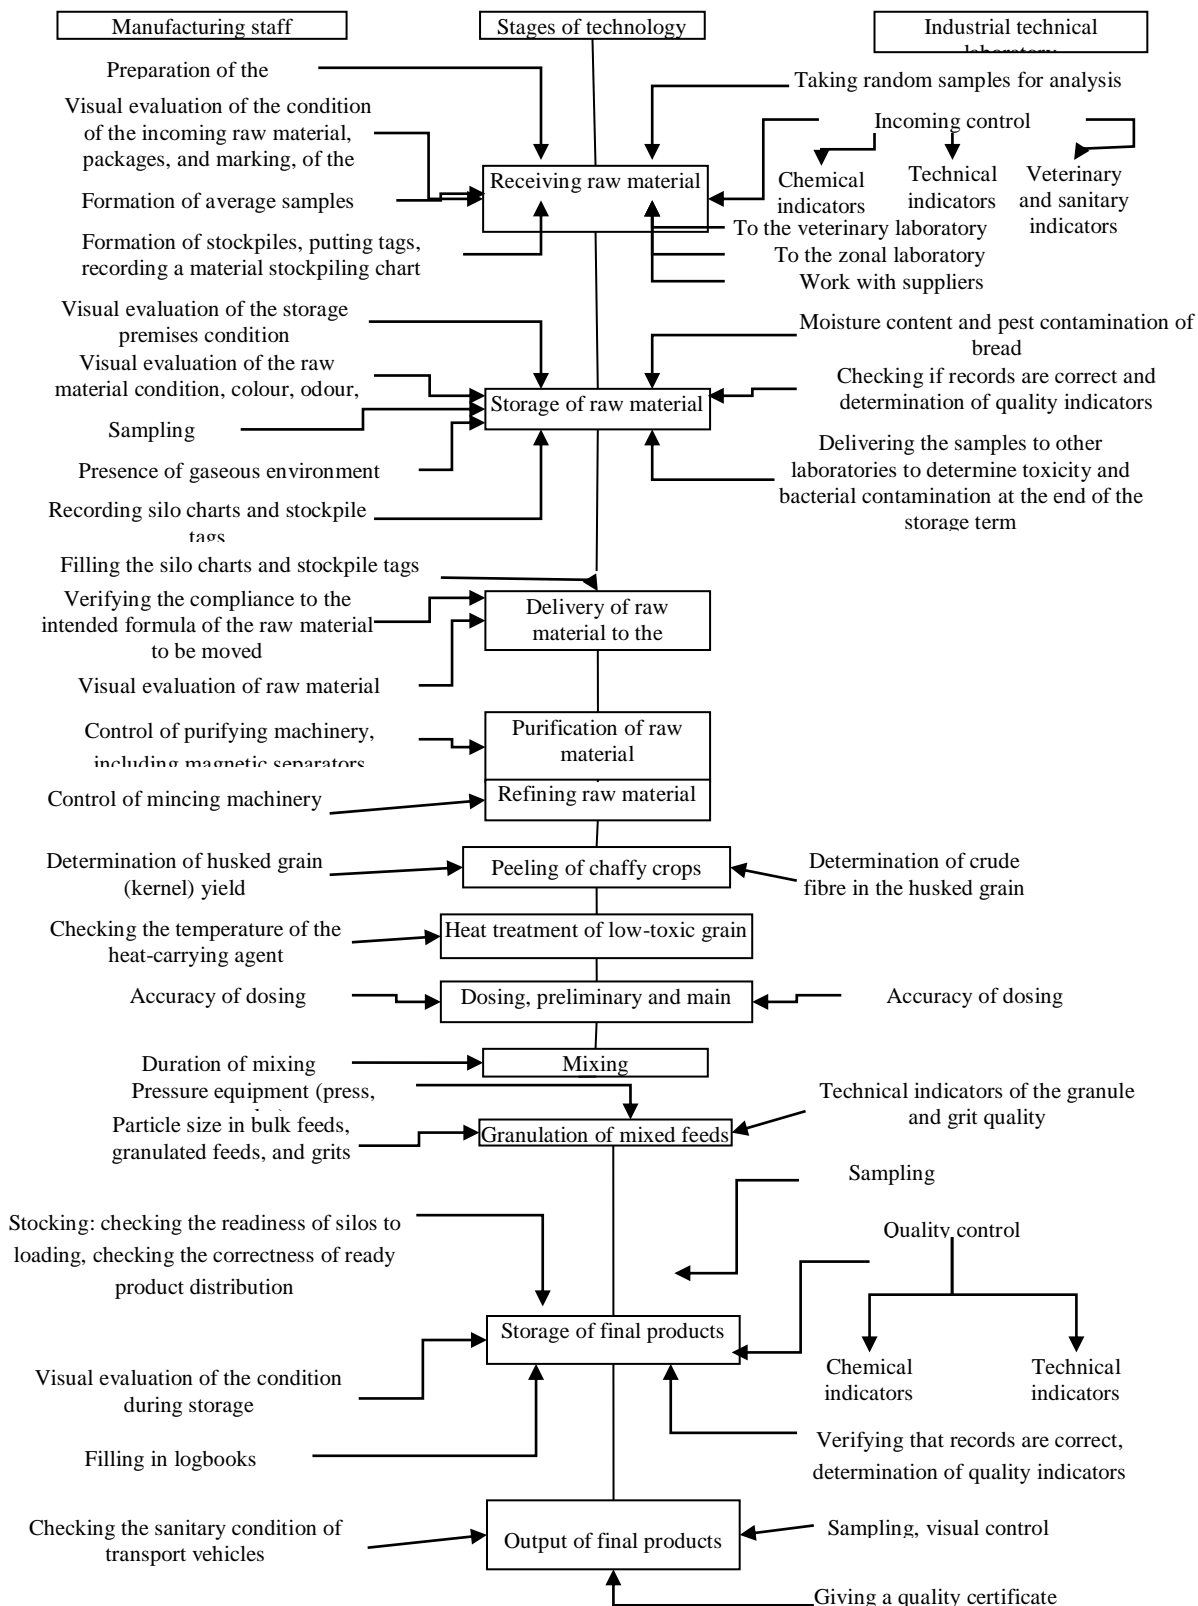 Manufacturing staff
Stages of technology
Industrial technical
laboratory
Preparation of the
Taking random samples for analysis
Visual evaluation of the condition
of the incoming raw material,
packages, and marking, of the
Incoming control
Chemical
indicators
Technical
indicators
Veterinary
and sanitary
indicators
Receiving raw material
Formation of average samples
To the veterinary laboratory
Formation of stockpiles, putting tags,
recording a material stockpiling chart
To the zonal laboratory
Work with suppliers
Visual evaluation of the storage
premises condition
Moisture content and pest contamination of
bread
Visual evaluation of the raw
material condition, colour, odour,
Checking if records are correct and
determination of quality indicators
Storage of raw material
Sampling
Presence of gaseous environment
Delivering the samples to other
laboratories to determine toxicity and
bacterial contamination at the end of the
storage term
Recording silo charts and stockpile
tags
Filling the silo charts and stockpile tags
Verifying the compliance to the
intended formula of the raw material
to be moved
Delivery of raw
material to the
Visual evaluation of raw material
Control of purifying machinery,
including magnetic separators
Purification of raw
material
Control of mincing machinery
Refining raw material
Determination of husked grain
(kernel) yield
Peeling of chaffy crops
Determination of crude
fibre in the husked grain
Checking the temperature of the
heat-carrying agent
Heat treatment of low-toxic grain
Accuracy of dosing
Dosing, preliminary and main
Accuracy of dosing
Duration of mixing
Mixing
Pressure equipment (press,
Technical indicators of the granule
and grit quality
Particle size in bulk feeds,
granulated feeds, and grits
Granulation of mixed feeds
Sampling
Stocking: checking the readiness of silos to
loading, checking the correctness of ready
product distribution
Quality control
Chemical
indicators
Technical
indicators
Storage of final products
Visual evaluation of the condition
during storage
Filling in logbooks
Verifying that records are correct,
determination of quality indicators
Checking the sanitary condition of
transport vehicles
Output of final products
Sampling, visual control
Giving a quality certificate